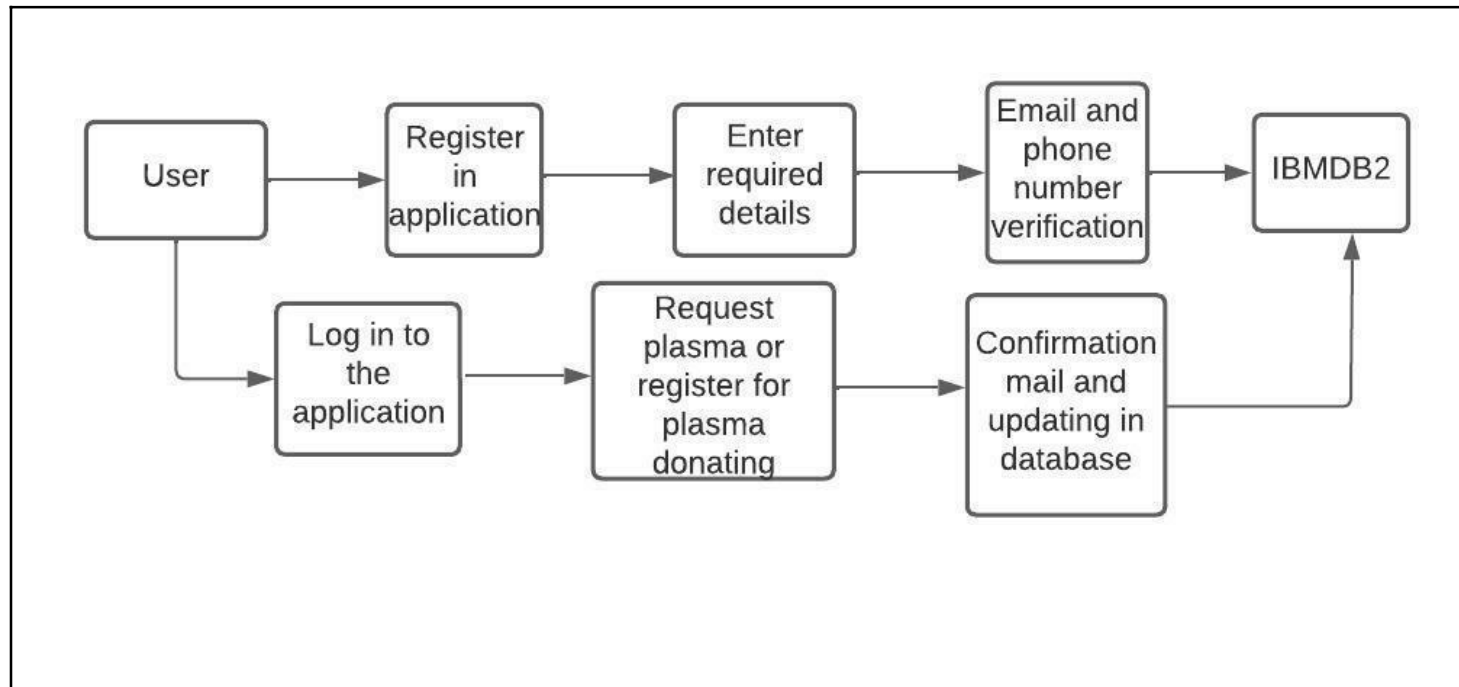 User
Register
in
application
Enter
required
details
Email and
phone
number
verification
IBMDB2
Log in to
the
application
Request
plasma or
register for
plasma
donating
Confirmation
mail and
updating in
database